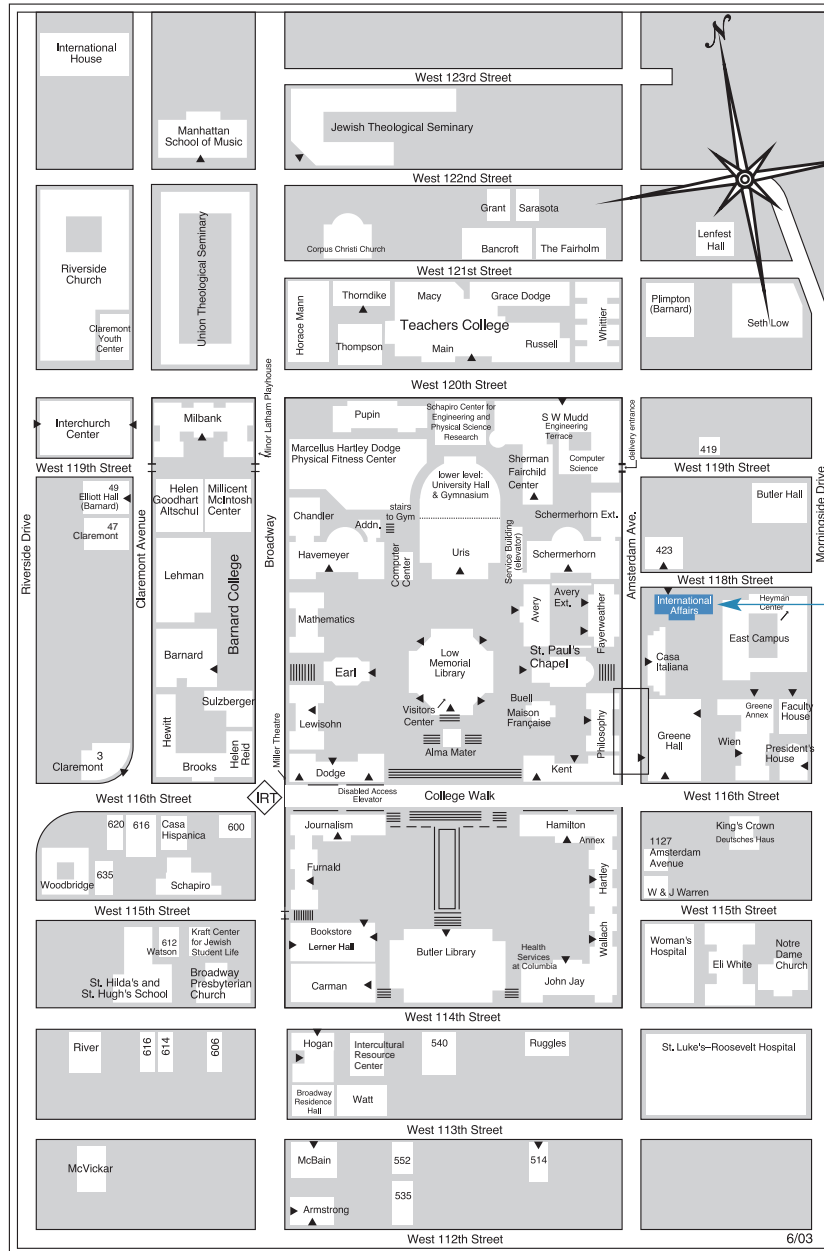 N
International
House
Manhattan
School of Music
West 123rd Street
Jewish Theological Seminary
West 122nd Street
Riverside
Church
Claremont
Youth
Center
Union Theological Seminary
Corpus Christi Church
Grant
Sarasota
Bancroft
The Fairholm
Lenfest
Hall
West 121st Street
Horace Mann
Thorndike
Macy
Grace Dodge
Teachers College
Thompson
Main
Russell
Whittier
Plimpton
(Barnard)
Seth Low
West 120th Street
Interchurch
Center
Milbank
Minor Latham Playhouse
Pupin
Schapiro Center for
Engineering and
Physical Science
Research
S W Mudd
Engineering
Terrace
Computer
Science
delivery entrance
419
West 119th Street
West 119th Street
Marcellus Hartley Dodge
Physical Fitness Center
lower level:
University Hall
& Gymnasium
Sherman
Fairchild
Center
49
Elliott Hall
(Barnard)
47
Claremont
Helen
Goodhart
Altschul
Millicent
McIntosh
Center
Chandler
Addn.
stairs
to Gym
Schermerhorn Ext.
Butler Hall
Riverside Drive
Claremont Avenue
Broadway
Amsterdam Ave.
Morningside Drive
Lehman
Barnard College
Havemeyer
Computer
Center
Uris
Service Building
(elevator)
Schermerhorn
423
West 118th Street
International
Affairs
Heyman
Center
East Campus
Mathematics
Avery
Avery
Ext.
Fayerweather
Barnard
Earl
Low
Memorial
Library
St. Paul's
Chapel
Casa
Italiana
Hewitt
Sulzberger
Helen
Reid
Brooks
Lewisohn
Visitors
Center
Buell
Maison
Française
Philosophy
Greene
Hall
Greene
Annex
Faculty
House
Wien
President's
House
3
Claremont
Miller Theatre
Alma Mater
Dodge
Kent
West 116th Street
IRT
Disabled Access
Elevator
College Walk
West 116th Street
620
616
Casa
Hispanica
600
Journalism
Hamilton
Annex
King's Crown
Deutsches Haus
1127
Amsterdam
Avenue
Woodbridge
635
Schapiro
Furnald
Hartley
W & J Warren
West 115th Street
West 115th Street
612
Watson
Kraft Center
for Jewish
Student Life
Bookstore
Lerner Hall
Butler Library
Wallach
Woman's
Hospital
Eli White
Notre
Dame
Church
St. Hilda's and
St. Hugh's School
Broadway
Presbyterian
Church
Carman
Health
Services
at Columbia
John Jay
West 114th Street
River
616
614
606
Hogan
Intercultural
Resource
Center
540
Ruggles
St. Luke's–Roosevelt Hospital
Broadway
Residence
Hall
Watt
West 113th Street
McVickar
McBain
552
514
535
Armstrong
West 112th Street
6/03